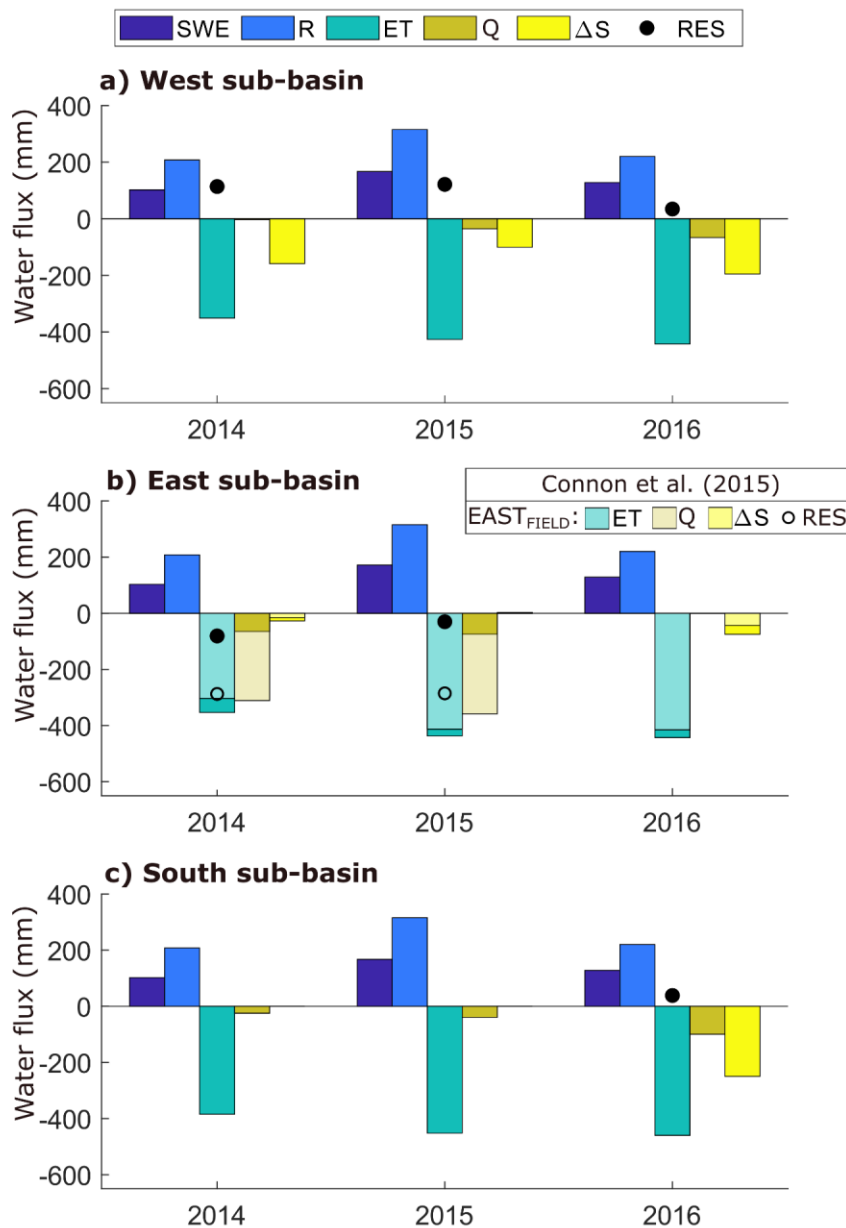 SWE R ET Q ΔS RES
a) West sub-basin
Water flux (mm)
400
200
0
-200
-400
-600
2014 2015 2016
b) East sub-basin
Connon et al. (2015)
EAST_FIELD: ET Q ΔS RES
Water flux (mm)
400
200
0
-200
-400
-600
2014 2015 2016
c) South sub-basin
Water flux (mm)
400
200
0
-200
-400
-600
2014 2015 2016